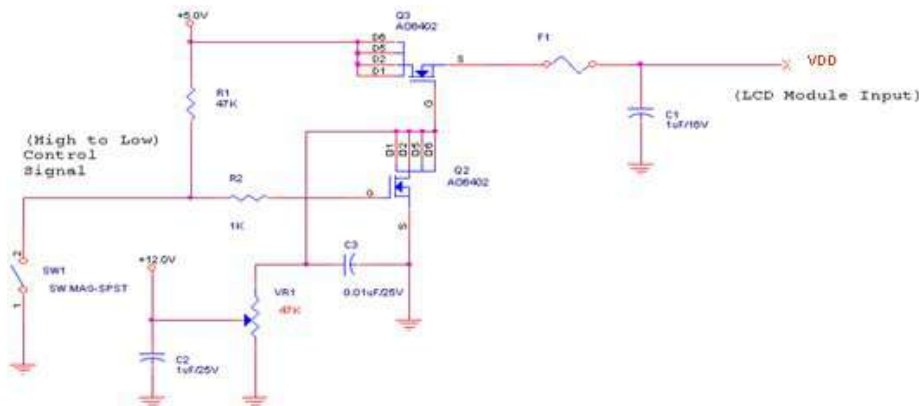 +5.0V
Q3
AO6402
D6
D5
D2
D1
S
G
F1
VDD
(LCD Module Input)
C1
1uF/16V
R1
47K
(High to Low)
Control
Signal
D1
D2
D5
D6
Q2
AO6402
R2
1K
G
S
2
SW1
SW MAG-SPST
1
+12.0V
C3
0.01uF/25V
VR1
47K
C2
1uF/25V